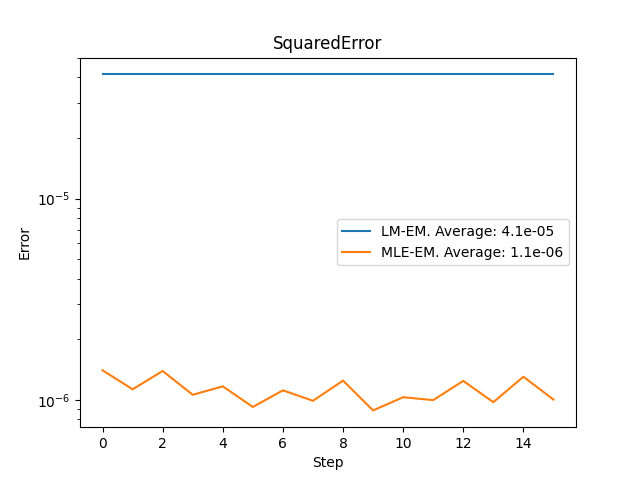 SquaredError
Error
10⁻⁵
10⁻⁶
LM-EM. Average: 4.1e-05
MLE-EM. Average: 1.1e-06
0 2 4 6 8 10 12 14
Step